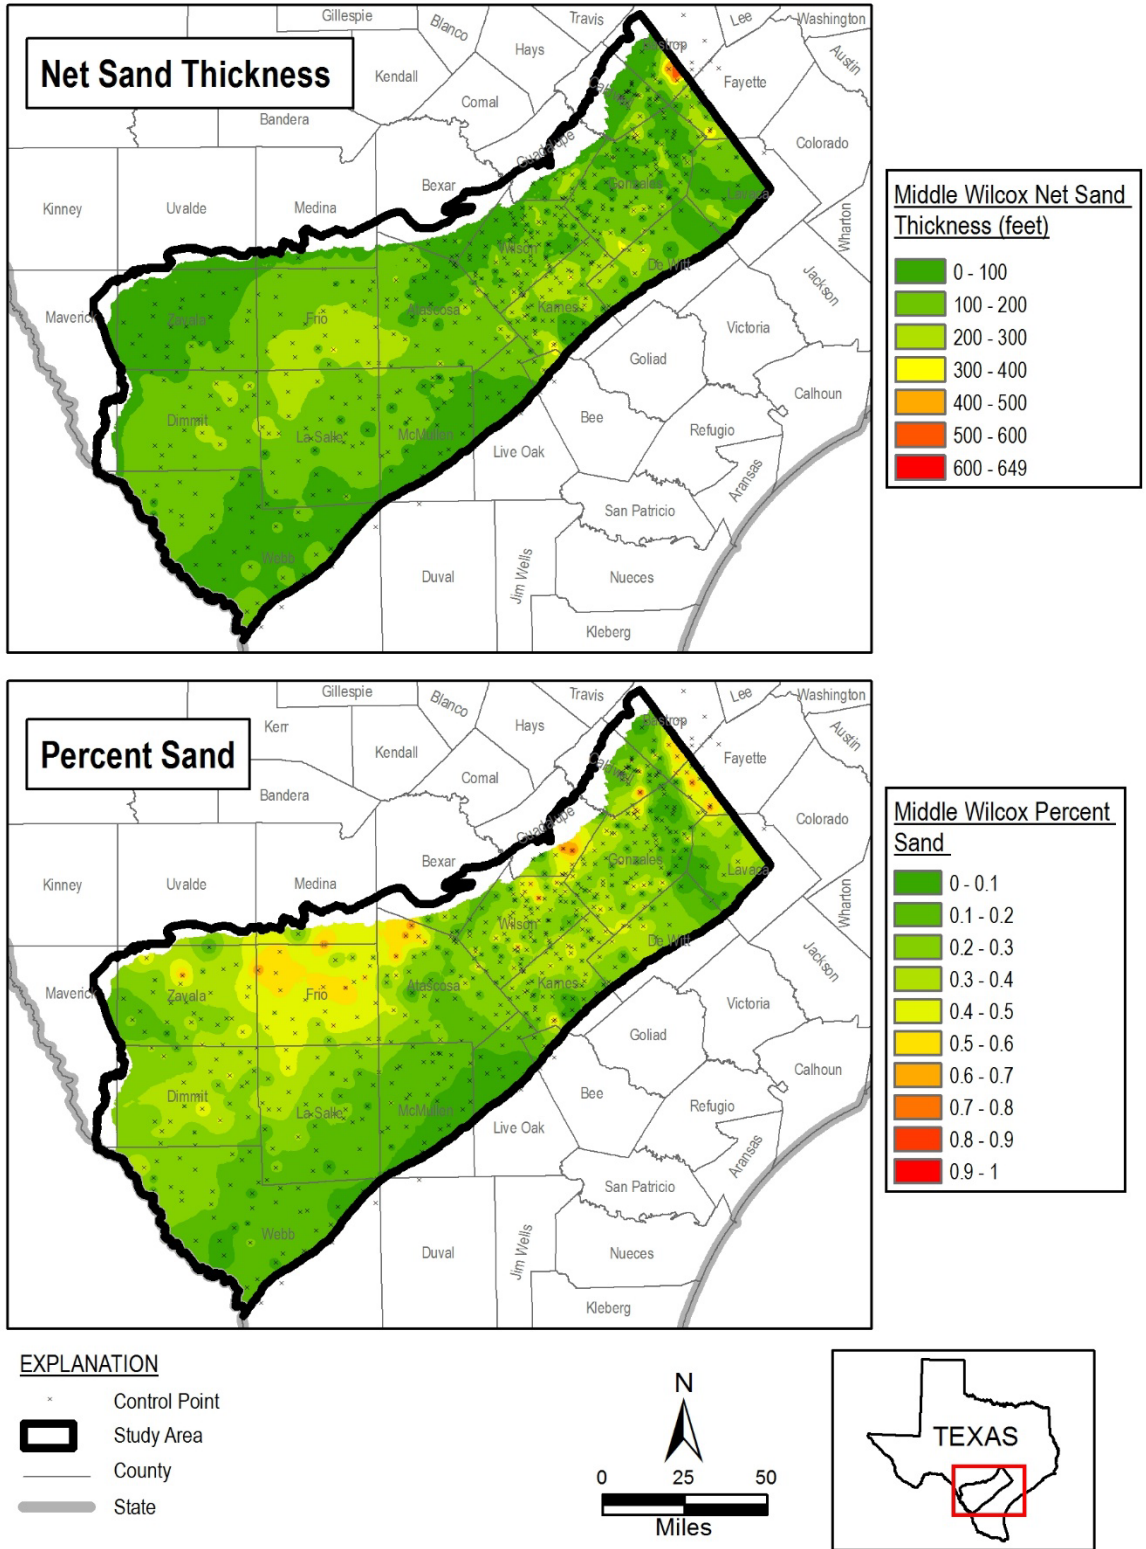 Net Sand Thickness
Gillespie
Travis
Lee
Washington
Blanco
Hays
Bastrop
Austin
Kendall
Fayette
Comal
Caldwell
Bandera
Colorado
Guadalupe
Bexar
Gonzales
Lavaca
Kinney
Uvalde
Medina
Wharton
Wilson
De Witt
Jackson
Maverick
Zavala
Frio
Atascosa
Karnes
Victoria
Goliad
Calhoun
Dimmit
Bee
La Salle
McMullen
Live Oak
Refugio
Aransas
San Patricio
Webb
Duval
Jim Wells
Nueces
Kleberg
Middle Wilcox Net Sand
Thickness (feet)
0 - 100
100 - 200
200 - 300
300 - 400
400 - 500
500 - 600
600 - 649
Percent Sand
Gillespie
Travis
Lee
Washington
Blanco
Kerr
Hays
Bastrop
Austin
Kendall
Fayette
Comal
Caldwell
Bandera
Colorado
Guadalupe
Bexar
Gonzales
Lavaca
Kinney
Uvalde
Medina
Wharton
Wilson
De Witt
Jackson
Maverick
Zavala
Frio
Atascosa
Karnes
Victoria
Goliad
Calhoun
Dimmit
Bee
La Salle
McMullen
Live Oak
Refugio
Aransas
San Patricio
Webb
Duval
Jim Wells
Nueces
Kleberg
Middle Wilcox Percent
Sand
0 - 0.1
0.1 - 0.2
0.2 - 0.3
0.3 - 0.4
0.4 - 0.5
0.5 - 0.6
0.6 - 0.7
0.7 - 0.8
0.8 - 0.9
0.9 - 1
EXPLANATION
Control Point
Study Area
County
State
N
0 25 50
Miles
TEXAS